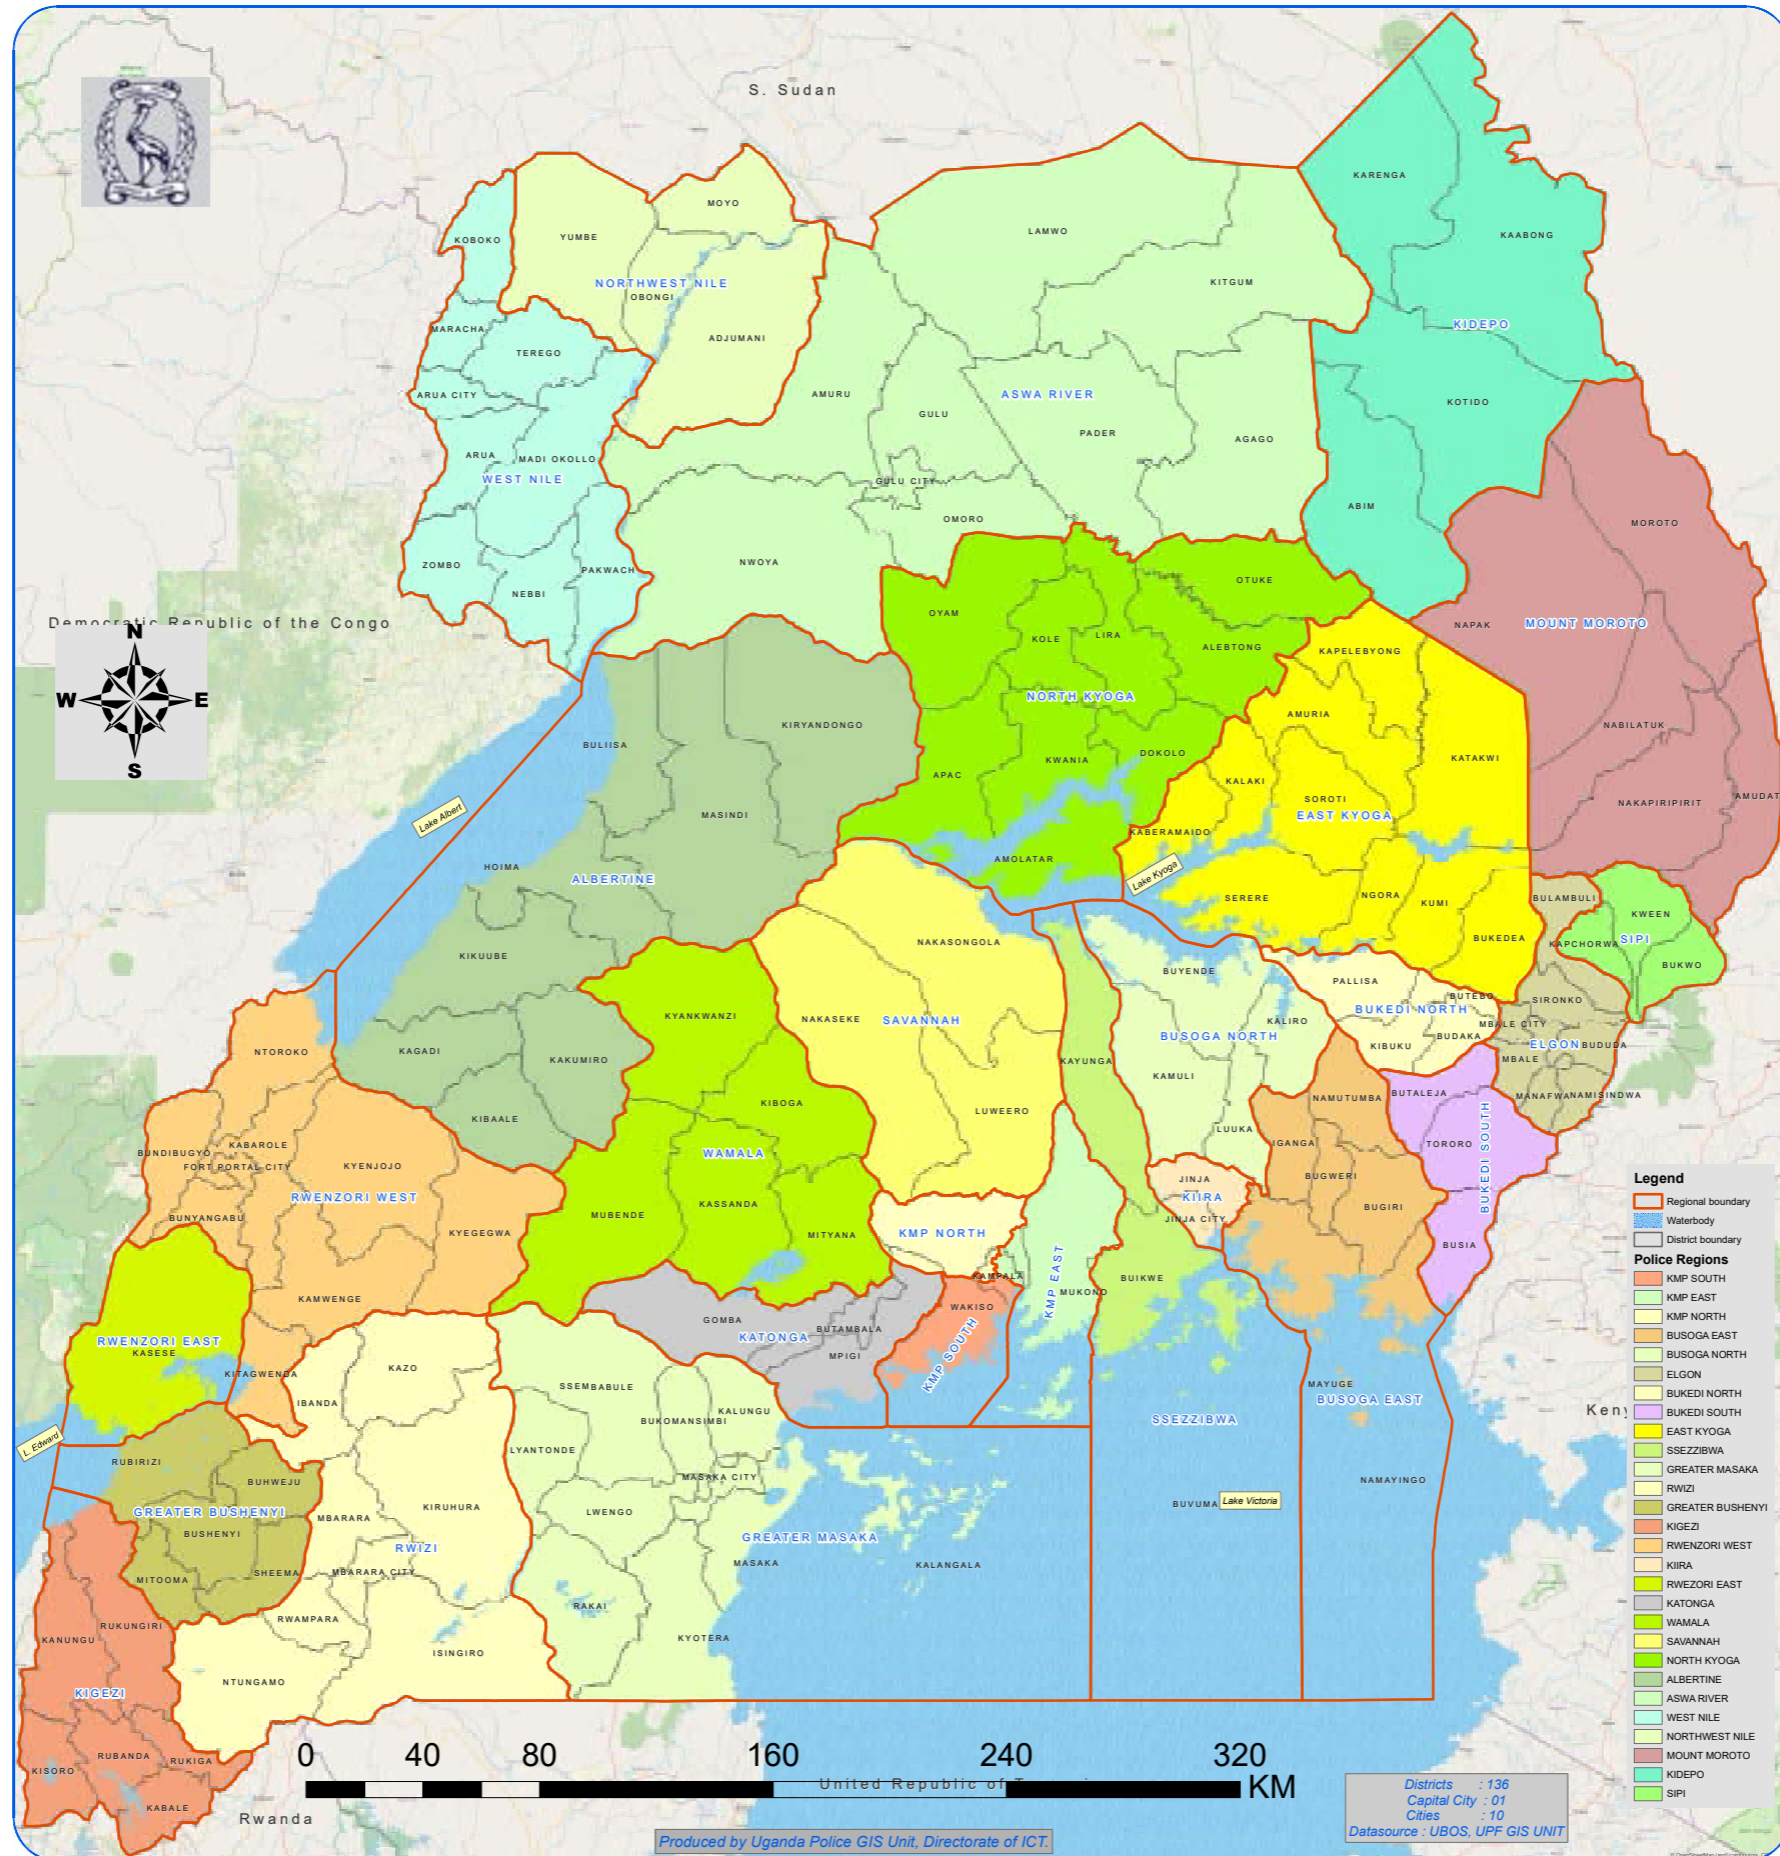 S. Sudan
KARENGA
KAABONG
MOYO
KOBOKO
YUMBE
LAMWO
NORTHWEST NILE
OBONGI
KITGUM
MARACHA
ADJUMANI
KIDEPO
TEREGO
ARUA CITY
AMURU
ASWA RIVER
GULU
KOTIDO
PADER
AGAGO
ARUA
MADI OKOLLO
WEST NILE
GULU CITY
ABIM
OMORO
MOROTO
ZOMBO
NWOYA
PAKWACH
NEBBI
OTUKE
OYAM
Democratic Republic of the Congo
N
W
E
S
KOLE
LIRA
ALEBTONG
NAPAK
MOUNT MOROTO
KAPELEBYONG
NORTH KYOGA
AMURIA
KIRYANDONGO
NABILATUK
BULIISA
DOKOLO
KWANIA
KATAKWI
APAC
KALAKI
SOROTI
NAKAPIRIPIRIT
AMUDAT
Lake Albert
MASINDI
EAST KYOGA
KABERAMAIDO
AMOLATAR
Lake Kyoga
HOIMA
ALBERTINE
SERERE
NGORA
KUMI
BULAMBULI
KWEEN
NAKASONGOLA
BUKEDEA
KAPCHORWA
SIPI
BUKWO
KIKUUBE
BUYENDE
PALLISA
BUTEBO
SIRONKO
KYANKWANZI
NAKASEKE
SAVANNAH
BUKEDI NORTH
KALIRO
MBALE CITY
BUSOGA NORTH
BUDAKA
KIBUKU
ELGON
BUDUDA
NTOROKO
KAGADI
KAKUMIRO
KAYUNGA
MBALE
KAMULI
BUTALEJA
MANAFWA
NAMISINDWA
NAMUTUMBA
KIBAALE
KIBOGA
LUWEERO
LUUKA
IGANGA
TORORO
BUKEDI SOUTH
BUNDIBUGYO
KABAROLE
FORT PORTAL CITY
KYENJOJO
WAMALA
RWENZORI WEST
BUGWERI
JINJA
KIIRA
BUNYANGABU
MUBENDE
KASSANDA
BUGIRI
JINJA CITY
KYEGEGWA
MITYANA
KMP NORTH
BUSIA
KAMPALA
KMP EAST
BUIKWE
MUKONO
KAMWENGE
WAKISO
RWENZORI EAST
KASESE
GOMBA
BUTAMBALA
KATONGA
MPIGI
KMP SOUTH
KITAGWENDA
KAZO
SSEMBABULE
MAYUGE
IBANDA
BUSOGA EAST
BUKOMANSIMBI
KALUNGU
SSEZZIBWA
L. Edward
LYANTONDE
RUBIRIZI
BUHWEJU
MASAKA CITY
NAMAYINGO
GREATER BUSHENYI
KIRUHURA
MBARARA
LWENGO
BUVUMA
Lake Victoria
BUSHENYI
GREATER MASAKA
RWIZI
MASAKA
KALANGALA
MITOOMA
SHEEMA
MBARARA CITY
RAKAI
RWAMPARA
RUKUNGIRI
KANUNGU
KYOTERA
ISINGIRO
NTUNGAMO
KIGEZI
RUBANDA
RUKIGA
KISORO
KABALE
Rwanda
United Republic of
0 40 80 160 240 320
KM
Produced by Uganda Police GIS Unit, Directorate of ICT.
Districts : 136
Capital City : 01
Cities : 10
Datasource : UBOS, UPF GIS UNIT
Legend
Regional boundary
Waterbody
District boundary
Police Regions
KMP SOUTH
KMP EAST
KMP NORTH
BUSOGA EAST
BUSOGA NORTH
ELGON
BUKEDI NORTH
BUKEDI SOUTH
EAST KYOGA
SSEZZIBWA
GREATER MASAKA
RWIZI
GREATER BUSHENYI
KIGEZI
RWENZORI WEST
KIIRA
RWEZORI EAST
KATONGA
WAMALA
SAVANNAH
NORTH KYOGA
ALBERTINE
ASWA RIVER
WEST NILE
NORTHWEST NILE
MOUNT MOROTO
KIDEPO
SIPI